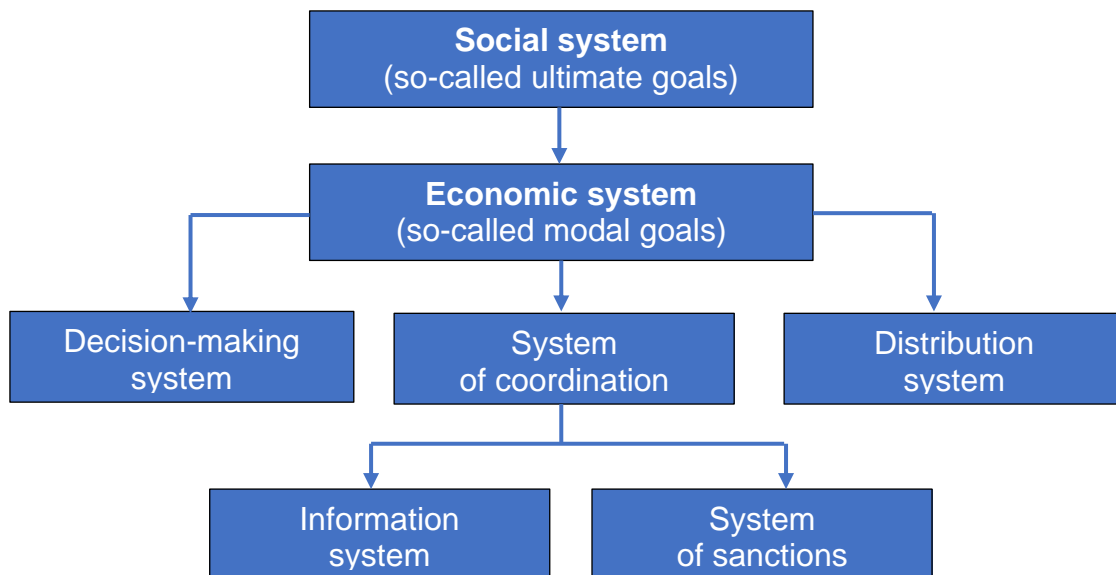 Social system
(so-called ultimate goals)
Economic system
(so-called modal goals)
Decision-making
system
System
of coordination
Distribution
system
Information
system
System
of sanctions